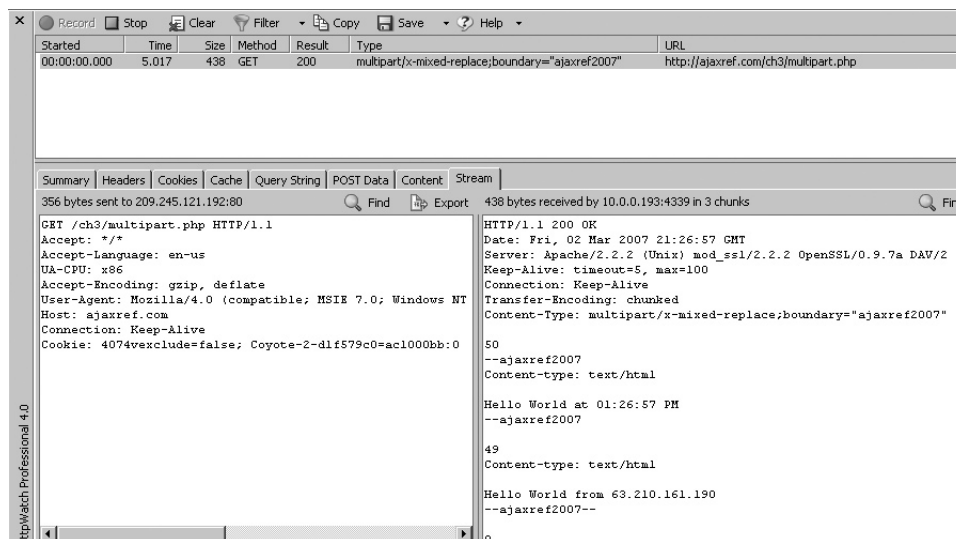 Record Stop Clear Filter Copy Save Help
Started Time Size Method Result Type URL
00:00:00.000 5.017 438 GET 200 multipart/x-mixed-replace;boundary="ajaxref2007" http://ajaxref.com/ch3/multipart.php
Summary Headers Cookies Cache Query String POST Data Content Stream
356 bytes sent to 209.245.121.192:80 Find Export
GET /ch3/multipart.php HTTP/1.1
Accept: */*
Accept-Language: en-us
UA-CPU: x86
Accept-Encoding: gzip, deflate
User-Agent: Mozilla/4.0 (compatible; MSIE 7.0; Windows NT
Host: ajaxref.com
Connection: Keep-Alive
Cookie: 4074vexclude=false; Coyote-2-d1f579c0=ac1000bb:0
438 bytes received by 10.0.0.193:4339 in 3 chunks
HTTP/1.1 200 OK
Date: Fri, 02 Mar 2007 21:26:57 GMT
Server: Apache/2.2.2 (Unix) mod_ssl/2.2.2 OpenSSL/0.9.7a DAV/2
Keep-Alive: timeout=5, max=100
Connection: Keep-Alive
Transfer-Encoding: chunked
Content-Type: multipart/x-mixed-replace;boundary="ajaxref2007"
50
--ajaxref2007
Content-type: text/html
Hello World at 01:26:57 PM
--ajaxref2007
49
Content-type: text/html
Hello World from 63.210.161.190
--ajaxref2007--
ttpWatch Professional 4.0